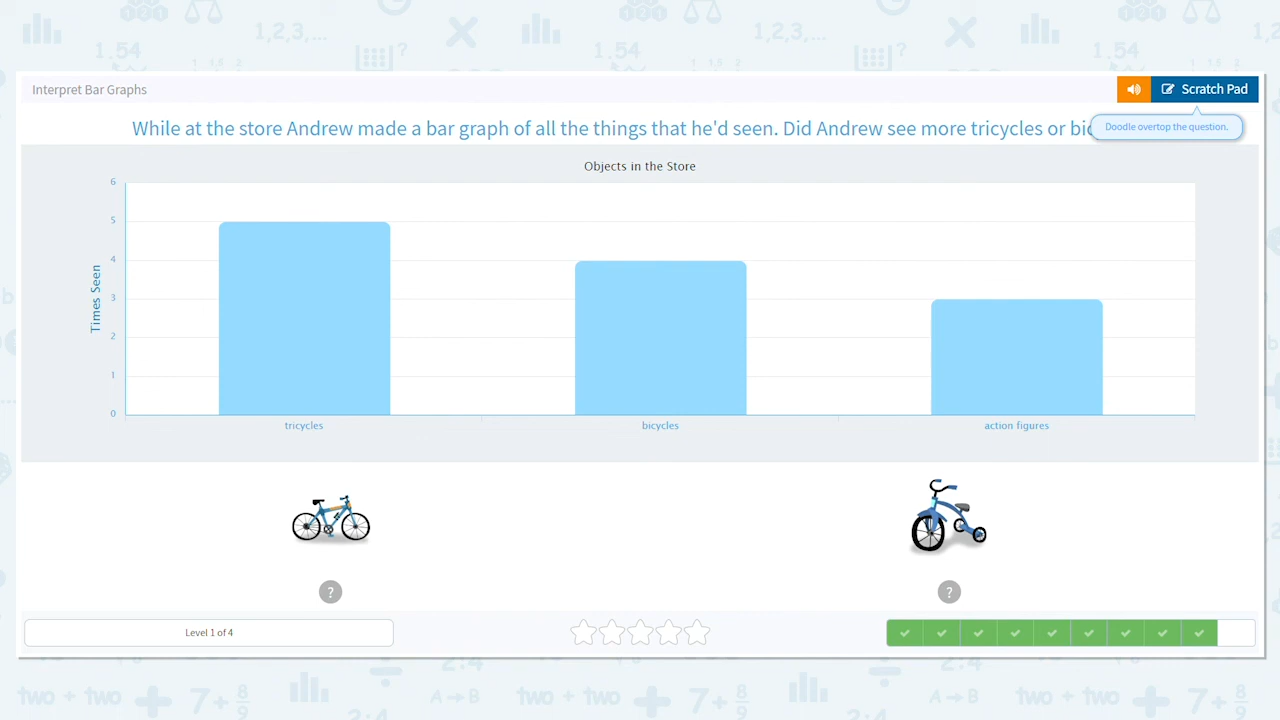 Interpret Bar Graphs
Scratch Pad
While at the store Andrew made a bar graph of all the things that he'd seen. Did Andrew see more tricycles or
Doodle overtop the question.
Objects in the Store
Times Seen
6
5
4
3
2
1
0
tricycles
bicycles
action figures
?
?
Level 1 of 4